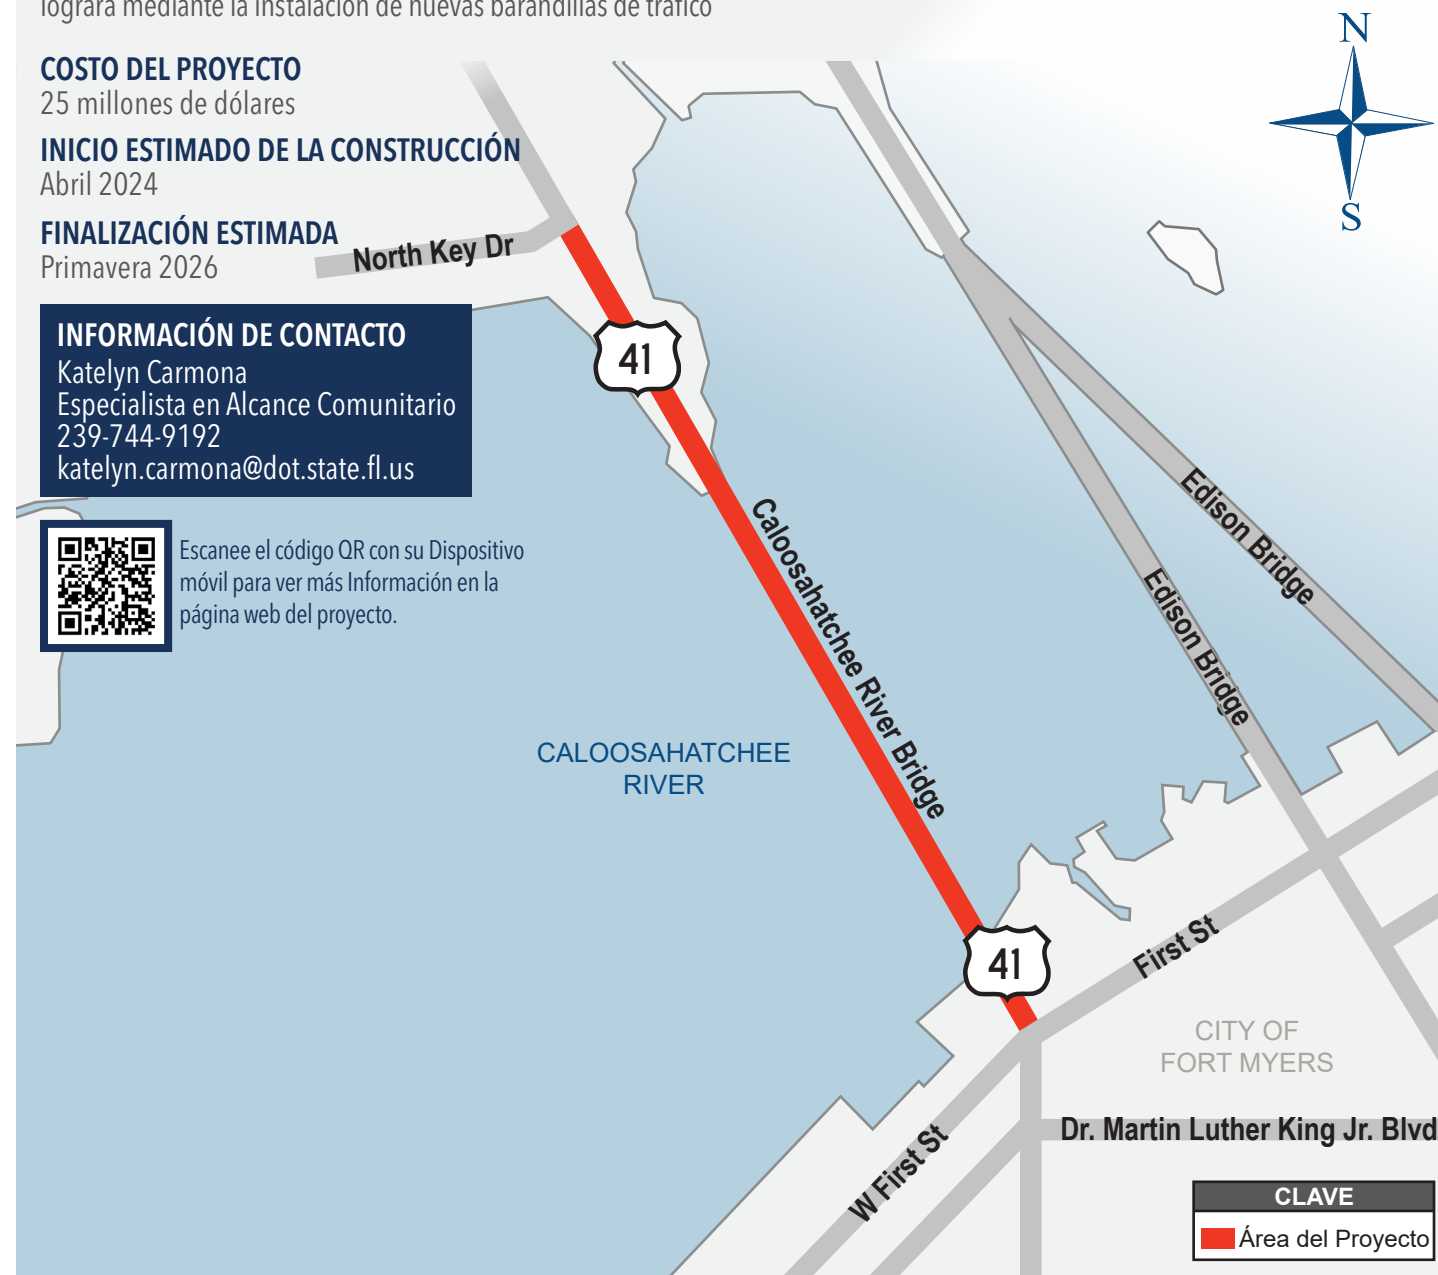 logrará mediante la instalación de nuevas barandillas de tráfico
COSTO DEL PROYECTO
25 millones de dólares
INICIO ESTIMADO DE LA CONSTRUCCIÓN
Abril 2024
FINALIZACIÓN ESTIMADA
Primavera 2026
INFORMACIÓN DE CONTACTO
Katelyn Carmona
Especialista en Alcance Comunitario
239-744-9192
katelyn.carmona@dot.state.fl.us
Escanee el código QR con su Dispositivo
móvil para ver más Información en la
página web del proyecto.
N
S
North Key Dr
41
Caloosahatchee River Bridge
Edison Bridge
Edison Bridge
CALOOSAHATCHEE
RIVER
41
First St
CITY OF
FORT MYERS
Dr. Martin Luther King Jr. Blvd
W First St
CLAVE
Área del Proyecto